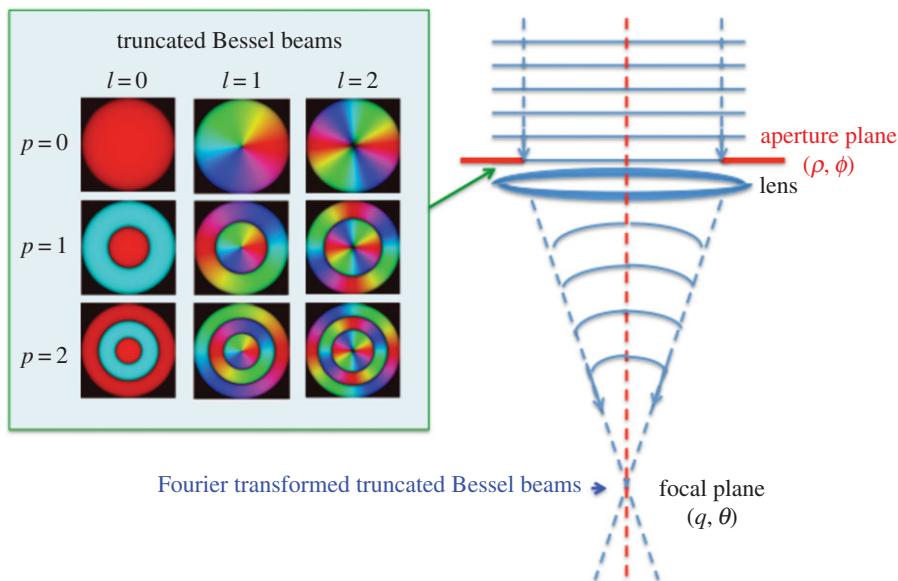 truncated Bessel beams
l=0 l=1 l=2
p=0
p=1
p=2
aperture plane
(ρ, ϕ)
lens
Fourier transformed truncated Bessel beams
focal plane
(q, θ)